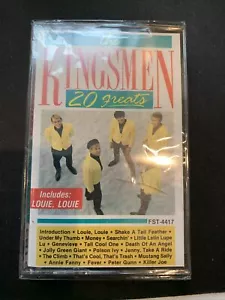 KINGSMEN
20 greats
Includes:
LOUIE, LOUIE
FST-4417
Introduction • Louie, Louie • Shake A Tail Feather •
Under My Thumb • Money • Searchin' • Little Latin Lupe
Lu • Genevieve • Tall Cool One • Death Of An Angel
• Jolly Green Giant • Poison Ivy • Jenny, Take A Ride
• The Climb • That's Cool, That's Trash • Mustang Sally
• Annie Fanny • Fever • Peter Gunn • Killer Joe